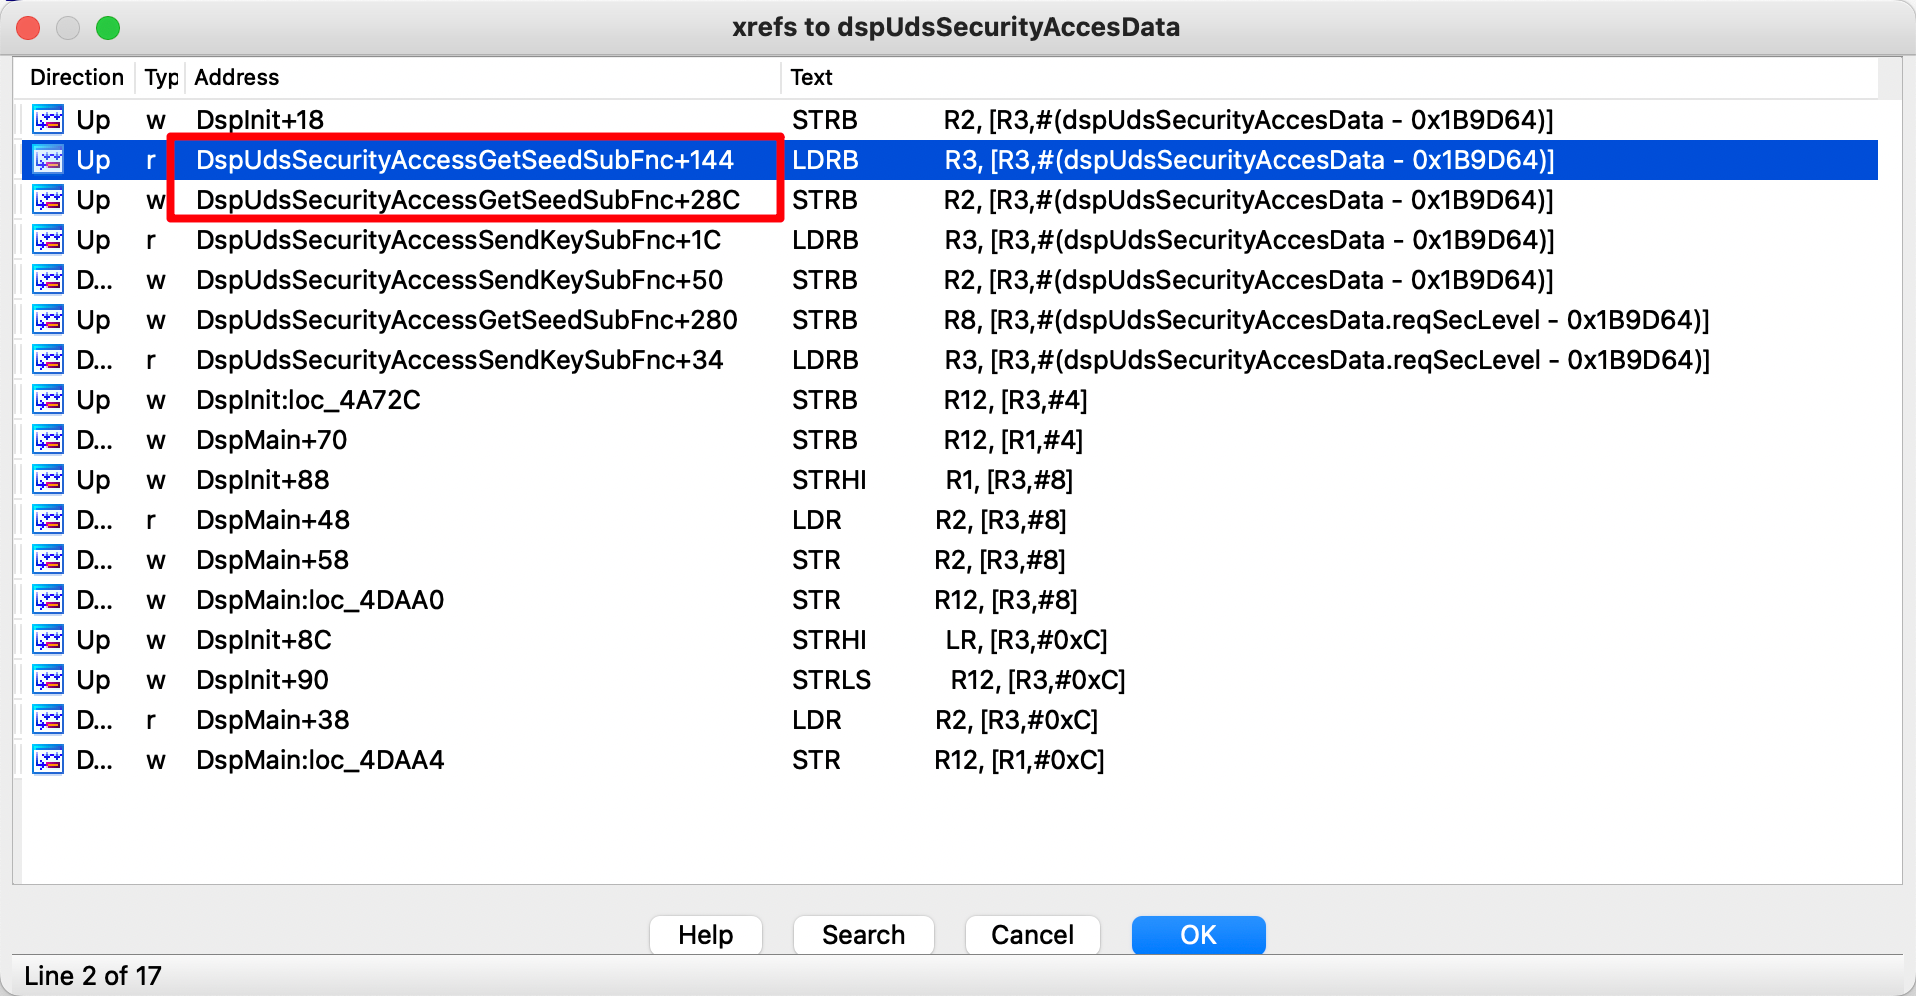 xrefs to dspUdsSecurityAccesData
Direction Typ Address Text
Up w DspInit+18 STRB R2, [R3,#(dspUdsSecurityAccesData - 0x1B9D64)]
Up r DspUdsSecurityAccessGetSeedSubFnc+144 LDRB R3, [R3,#(dspUdsSecurityAccesData - 0x1B9D64)]
Up w DspUdsSecurityAccessGetSeedSubFnc+28C STRB R2, [R3,#(dspUdsSecurityAccesData - 0x1B9D64)]
Up r DspUdsSecurityAccessSendKeySubFnc+1C LDRB R3, [R3,#(dspUdsSecurityAccesData - 0x1B9D64)]
D... w DspUdsSecurityAccessSendKeySubFnc+50 STRB R2, [R3,#(dspUdsSecurityAccesData - 0x1B9D64)]
Up w DspUdsSecurityAccessGetSeedSubFnc+280 STRB R8, [R3,#(dspUdsSecurityAccesData.reqSecLevel - 0x1B9D64)]
D... r DspUdsSecurityAccessSendKeySubFnc+34 LDRB R3, [R3,#(dspUdsSecurityAccesData.reqSecLevel - 0x1B9D64)]
Up w DspInit:loc_4A72C STRB R12, [R3,#4]
D... w DspMain+70 STRB R12, [R1,#4]
Up w DspInit+88 STRHI R1, [R3,#8]
D... r DspMain+48 LDR R2, [R3,#8]
D... w DspMain+58 STR R2, [R3,#8]
D... w DspMain:loc_4DAA0 STR R12, [R3,#8]
Up w DspInit+8C STRHI LR, [R3,#0xC]
Up w DspInit+90 STRLS R12, [R3,#0xC]
D... r DspMain+38 LDR R2, [R3,#0xC]
D... w DspMain:loc_4DAA4 STR R12, [R1,#0xC]
Help Search Cancel OK
Line 2 of 17